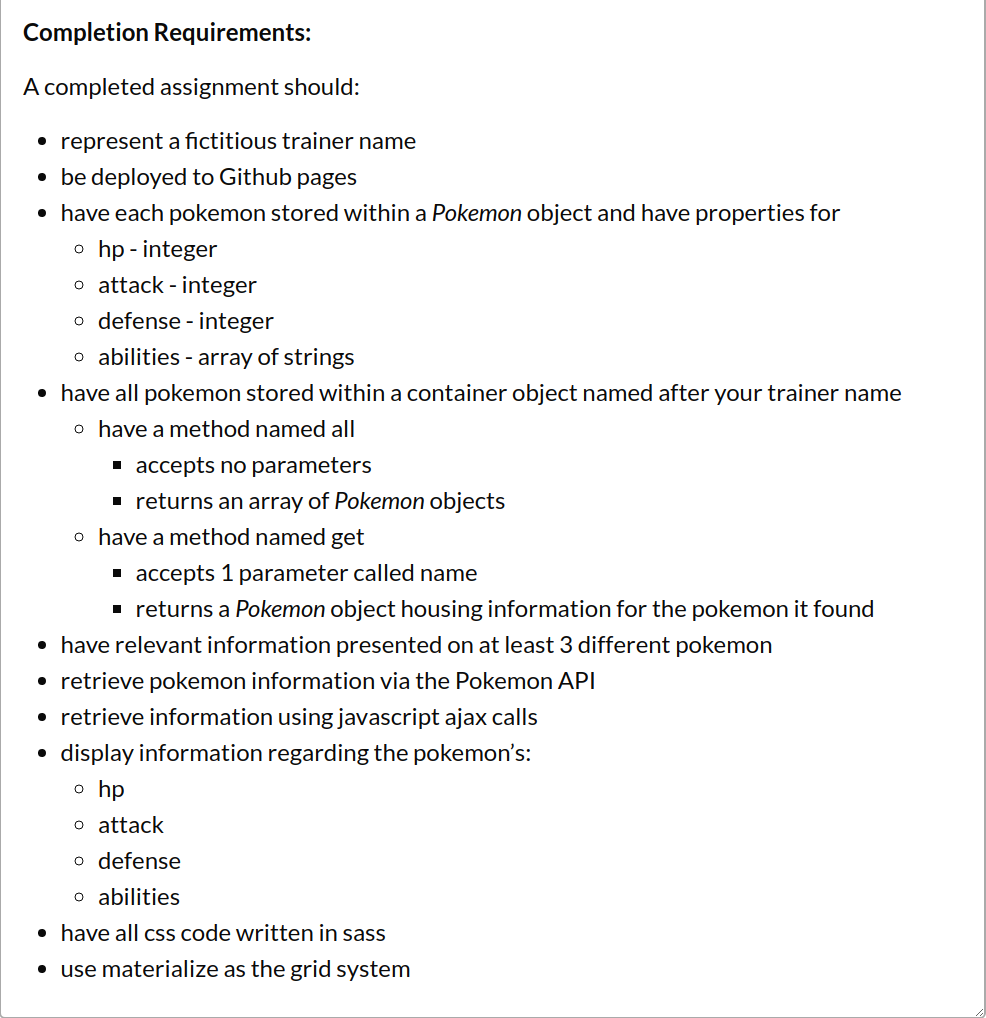 Completion Requirements:
A completed assignment should:
• represent a fictitious trainer name
• be deployed to Github pages
• have each pokemon stored within a Pokemon object and have properties for
○ hp - integer
○ attack - integer
○ defense - integer
○ abilities - array of strings
• have all pokemon stored within a container object named after your trainer name
○ have a method named all
▪ accepts no parameters
▪ returns an array of Pokemon objects
○ have a method named get
▪ accepts 1 parameter called name
▪ returns a Pokemon object housing information for the pokemon it found
• have relevant information presented on at least 3 different pokemon
• retrieve pokemon information via the Pokemon API
• retrieve information using javascript ajax calls
• display information regarding the pokemon’s:
○ hp
○ attack
○ defense
○ abilities
• have all css code written in sass
• use materialize as the grid system